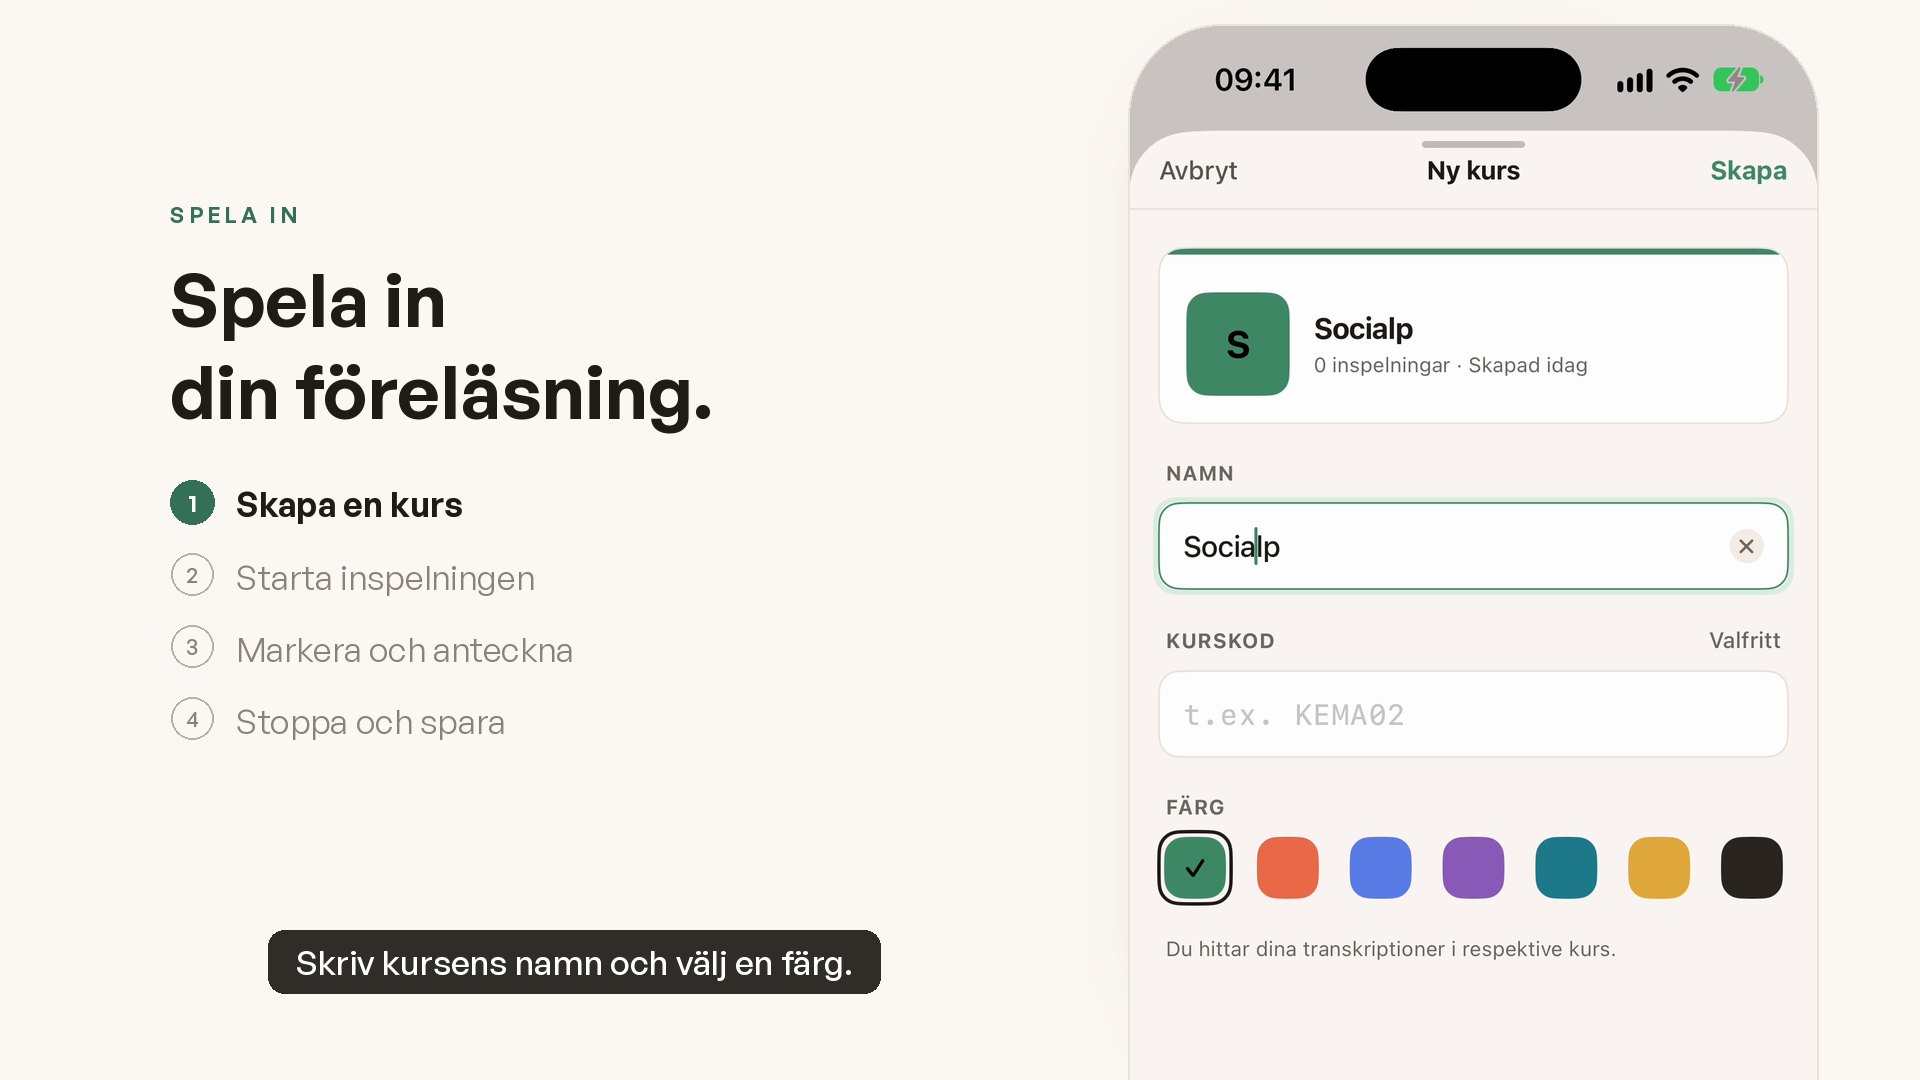 SPELA IN
Spela in
din föreläsning.
1 Skapa en kurs
2 Starta inspelningen
3 Markera och anteckna
4 Stoppa och spara
Skriv kursens namn och välj en färg.
09:41
Avbryt Ny kurs Skapa
S
Socialp
0 inspelningar · Skapad idag
NAMN
Socialp
KURSKOD Valfritt
t.ex. KEMA02
FÄRG
Du hittar dina transkriptioner i respektive kurs.